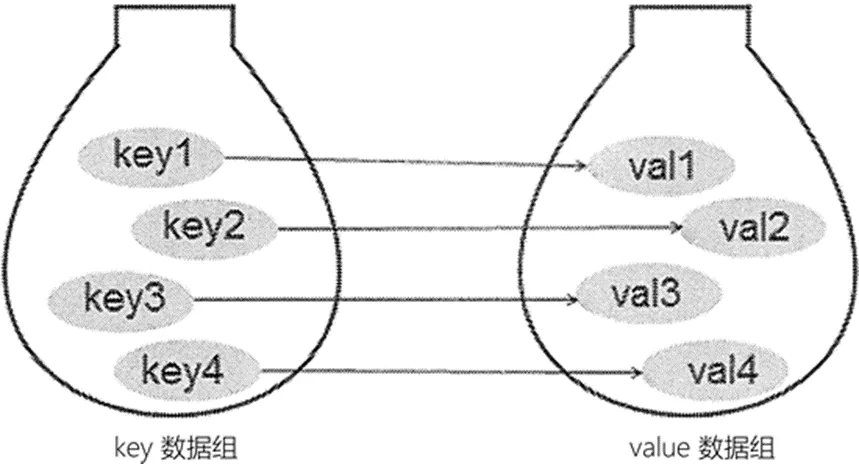 key1
val1
key2
val2
key3
val3
key4
val4
key 数据组
value 数据组